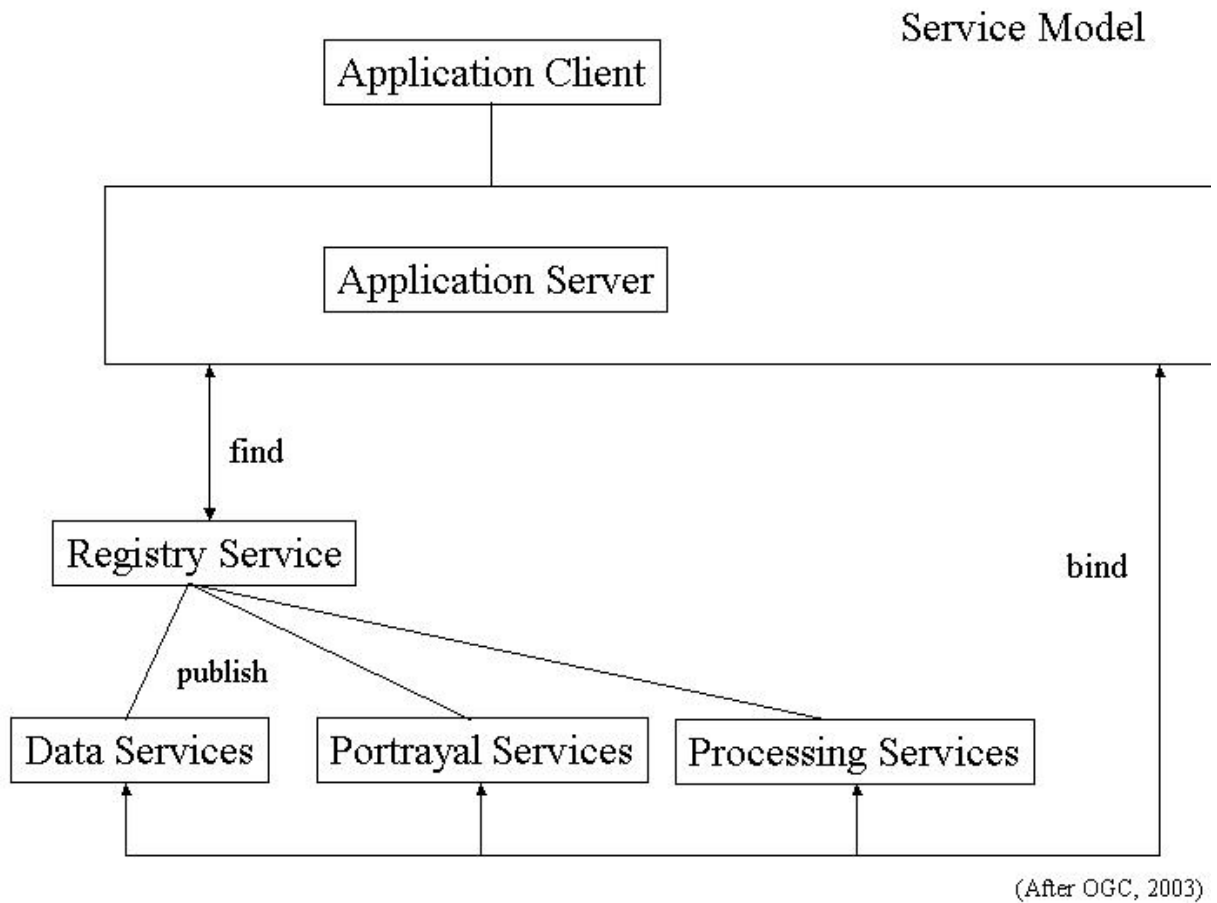 Service Model
Application Client
Application Server
find
Registry Service
bind
publish
Data Services
Portrayal Services
Processing Services
(After OGC, 2003)